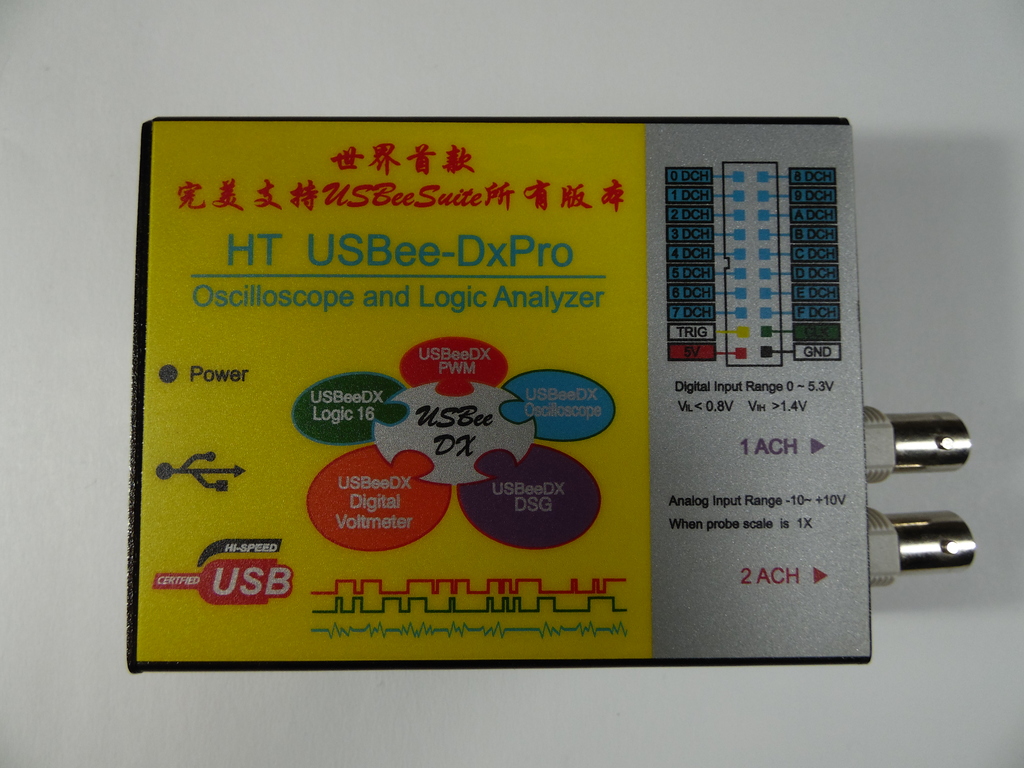 世界首款
完美支持USBeeSuite所有版本
HT USBee-DxPro
Oscilloscope and Logic Analyzer
Power
USBeeDX
PWM
USBeeDX
Logic 16
USBeeDX
Oscilloscope
USBee
DX
USBeeDX
Digital
Voltmeter
USBeeDX
DSG
HI-SPEED
CERTIFIED USB
0 DCH 8 DCH
1 DCH 9 DCH
2 DCH A DCH
3 DCH B DCH
4 DCH C DCH
5 DCH D DCH
6 DCH E DCH
7 DCH F DCH
TRIG CLK
5V GND
Digital Input Range 0 ~ 5.3V
VIL< 0.8V VIH >1.4V
1 ACH ▶
Analog Input Range -10~ +10V
When probe scale is 1X
2 ACH ▶